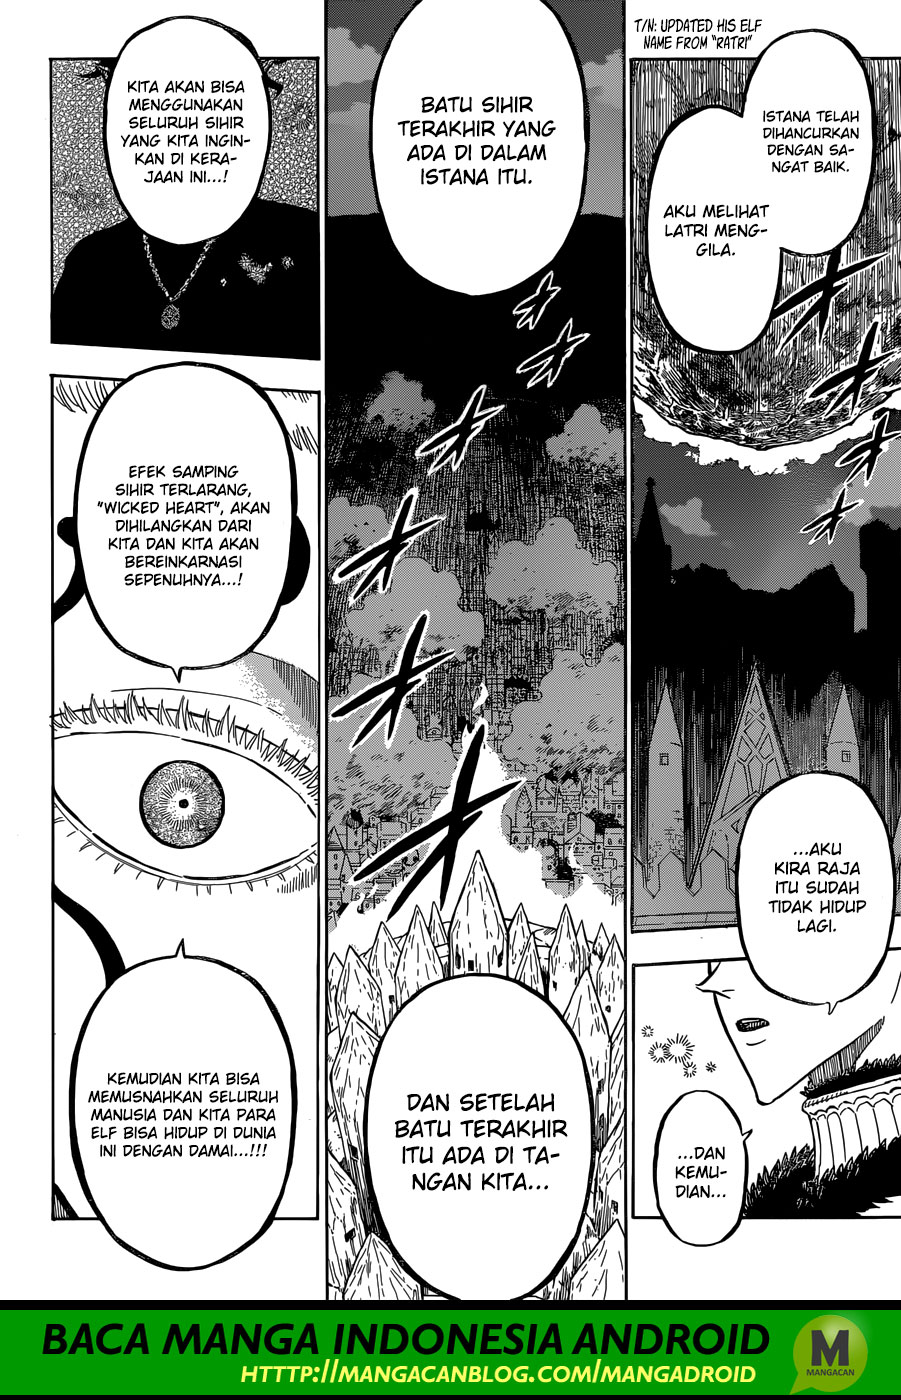 T/N: UPDATED HIS ELF
NAME FROM "RATRI"
ISTANA TELAH
DIHANCURKAN
DENGAN SA-
NGAT BAIK.
AKU MELIHAT
LATRI MENG-
GILA.
...AKU
KIRA RAJA
ITU SUDAH
TIDAK HIDUP
LAGI.
...DAN
KEMU-
DIAN...
BATU SIHIR
TERAKHIR YANG
ADA DI DALAM
ISTANA ITU.
DAN SETELAH
BATU TERAKHIR
ITU ADA DI TA-
NGAN KITA...
KITA AKAN BISA
MENGGUNAKAN
SELURUH SIHIR
YANG KITA INGIN-
KAN DI KERA-
JAAN INI...!
EFEK SAMPING
SIHIR TERLARANG,
"WICKED HEART", AKAN
DIHILANGKAN DARI
KITA DAN KITA AKAN
BEREINKARNASI
SEPENUHNYA...!
KEMUDIAN KITA BISA
MEMUSNAHKAN SELURUH
MANUSIA DAN KITA PARA
ELF BISA HIDUP DI DUNIA
INI DENGAN DAMAI...!!!
BACA MANGA INDONESIA ANDROID
HTTTP://MANGACANBLOG.COM/MANGADROID
M
MANGACAN